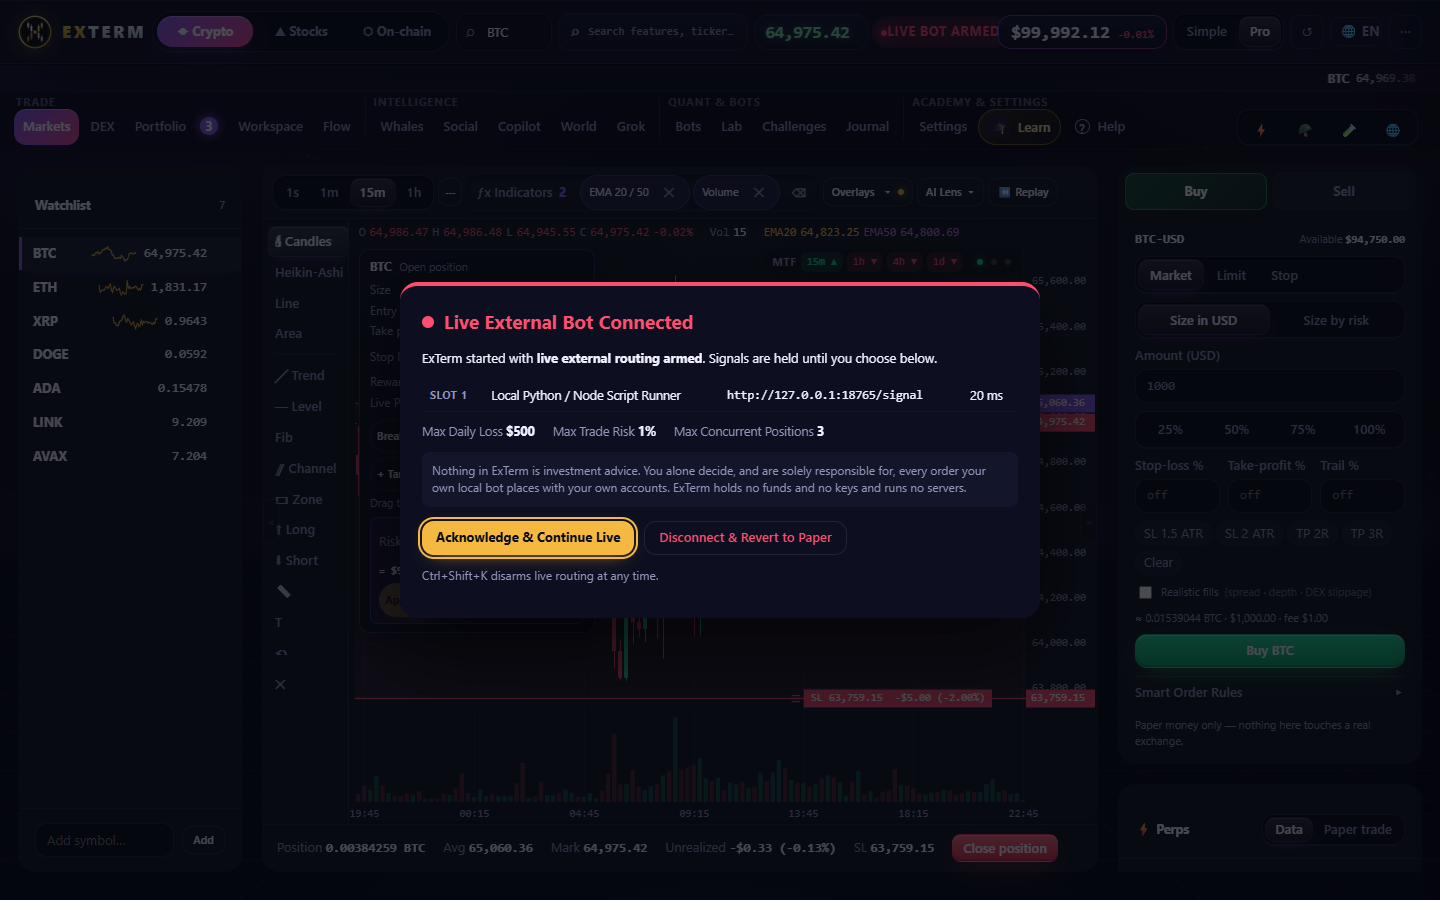 EXTERM
Crypto
Stocks
On-chain
BTC
Search features, ticker…
64,975.42
LIVE BOT ARMED
$99,992.12 -0.01%
Simple
Pro
EN
BTC 64,969.38
TRADE
INTELLIGENCE
QUANT & BOTS
ACADEMY & SETTINGS
Markets
DEX
Portfolio 3
Workspace
Flow
Whales
Social
Copilot
World
Grok
Bots
Lab
Challenges
Journal
Settings
Learn
? Help
Watchlist 7
BTC 64,975.42
ETH 1,831.17
XRP 0.9643
DOGE 0.0592
ADA 0.15478
LINK 9.209
AVAX 7.204
Add symbol...
Add
1s 1m 15m 1h
ƒx Indicators 2
EMA 20 / 50
Volume
Overlays
AI Lens
Replay
Candles
Heikin-Ashi
Line
Area
Trend
Level
Fib
Channel
Zone
Long
Short
T
O 64,986.47 H 64,986.48 L 64,945.55 C 64,975.42 -0.02% Vol 15 EMA20 64,823.25 EMA50 64,800.69
MTF 15m ▲ 1h ▼ 4h ▼ 1d ▼
BTC Open position
Size
Entry
Live External Bot Connected
ExTerm started with live external routing armed. Signals are held until you choose below.
SLOT 1 Local Python / Node Script Runner http://127.0.0.1:18765/signal 20 ms
Max Daily Loss $500 Max Trade Risk 1% Max Concurrent Positions 3
Nothing in ExTerm is investment advice. You alone decide, and are solely responsible for, every order your
own local bot places with your own accounts. ExTerm holds no funds and no keys and runs no servers.
Acknowledge & Continue Live
Disconnect & Revert to Paper
Ctrl+Shift+K disarms live routing at any time.
64,000.00
SL 63,759.15 -$5.00 (-2.00%)
63,759.15
19:45 00:15 04:45 09:15 13:45 18:15 22:45
Position 0.00384259 BTC Avg 65,060.36 Mark 64,975.42 Unrealized -$0.33 (-0.13%) SL 63,759.15
Close position
Buy
Sell
BTC-USD Available $94,750.00
Market Limit Stop
Size in USD Size by risk
Amount (USD)
1000
25% 50% 75% 100%
Stop-loss % Take-profit % Trail %
off off off
SL 1.5 ATR SL 2 ATR TP 2R TP 3R
Clear
Realistic fills (spread · depth · DEX slippage)
≈ 0.01539044 BTC · $1,000.00 · fee $1.00
Buy BTC
Smart Order Rules
Paper money only — nothing here touches a real
exchange.
Perps
Data
Paper trade